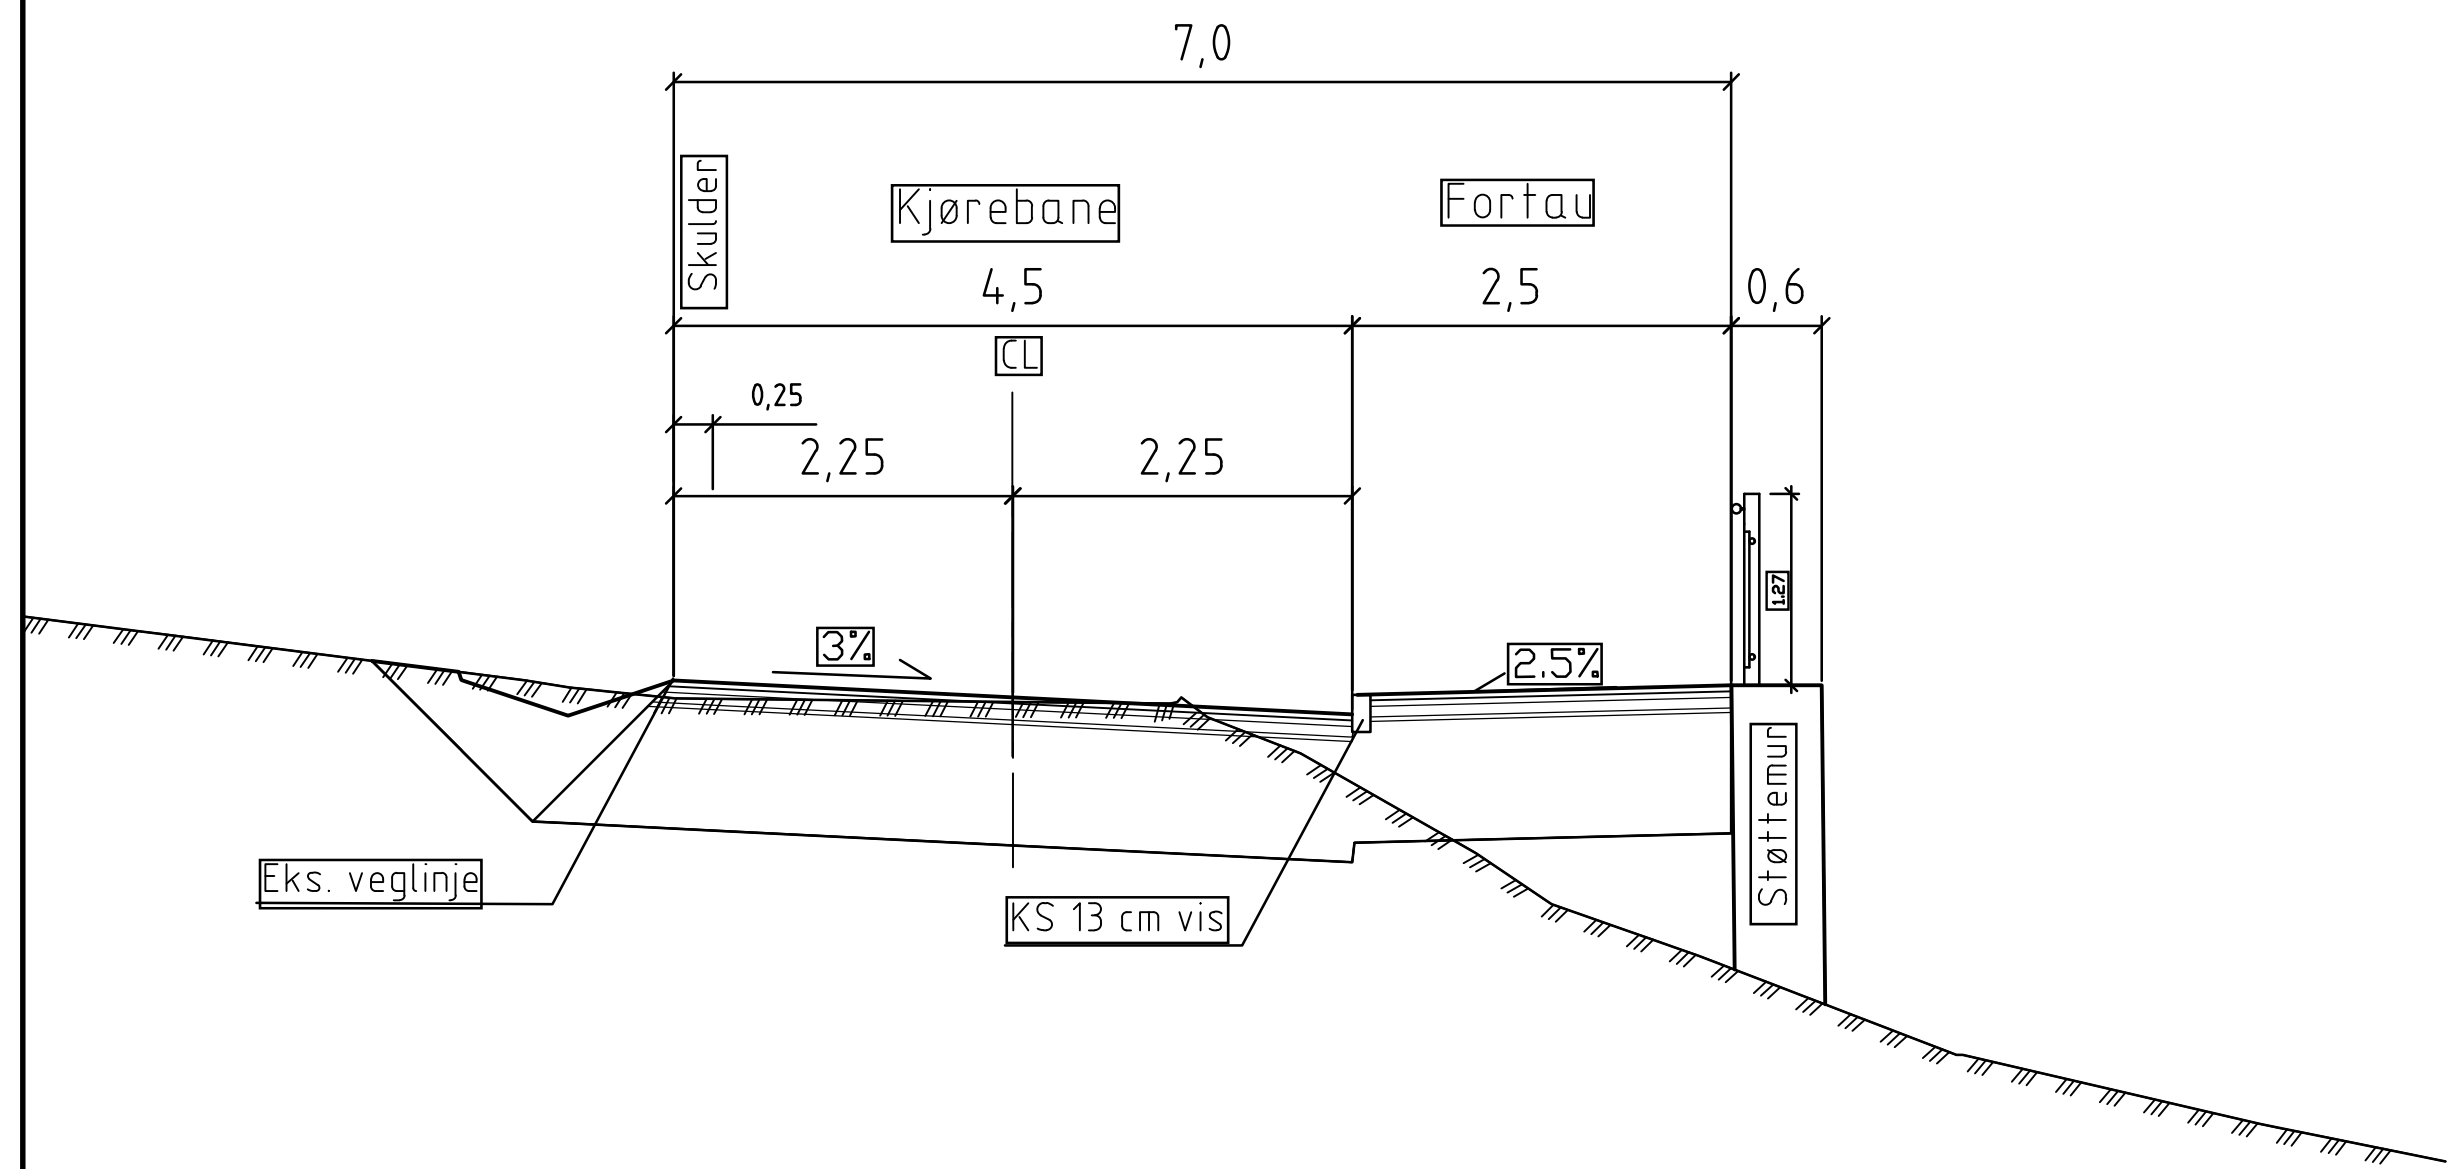 7,0
Skulder
Kjørebane
Fortau
4,5
2,5
0,6
CL
0,25
2,25
2,25
1.27
3%
2.5%
Støttemur
Eks. veglinje
KS 13 cm vis